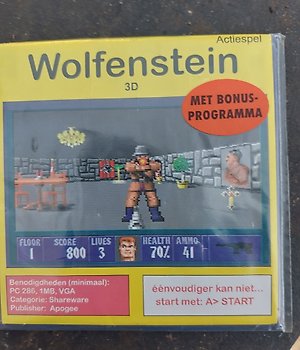 Actiespel
Wolfenstein
3D
MET BONUS-
PROGRAMMA
FLOOR SCORE LIVES HEALTH AMMO
1 800 3 70% 41
Benodigdheden (minimaal):
PC 286, 1MB, VGA
Categorie: Shareware
Publisher: Apogee
éénvoudiger kan niet...
start met: A> START